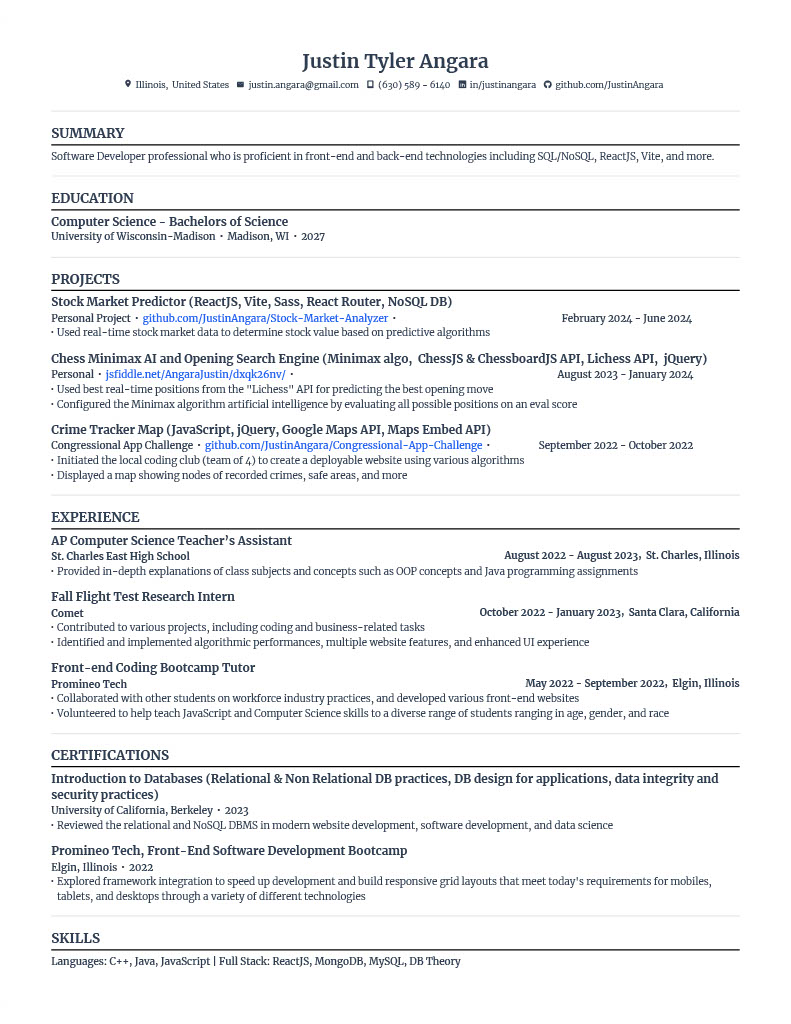 Justin Tyler Angara
Illinois, United States justin.angara@gmail.com (630) 589 - 6140 in/justinangara github.com/JustinAngara
SUMMARY
Software Developer professional who is proficient in front-end and back-end technologies including SQL/NoSQL, ReactJS, Vite, and more.
EDUCATION
Computer Science - Bachelors of Science
University of Wisconsin-Madison • Madison, WI • 2027
PROJECTS
Stock Market Predictor (ReactJS, Vite, Sass, React Router, NoSQL DB)
Personal Project • github.com/JustinAngara/Stock-Market-Analyzer • February 2024 - June 2024
• Used real-time stock market data to determine stock value based on predictive algorithms
Chess Minimax AI and Opening Search Engine (Minimax algo, ChessJS & ChessboardJS API, Lichess API, jQuery)
Personal • jsfiddle.net/AngaraJustin/dxqk26nv/ • August 2023 - January 2024
• Used best real-time positions from the "Lichess" API for predicting the best opening move
• Configured the Minimax algorithm artificial intelligence by evaluating all possible positions on an eval score
Crime Tracker Map (JavaScript, jQuery, Google Maps API, Maps Embed API)
Congressional App Challenge • github.com/JustinAngara/Congressional-App-Challenge • September 2022 - October 2022
• Initiated the local coding club (team of 4) to create a deployable website using various algorithms
• Displayed a map showing nodes of recorded crimes, safe areas, and more
EXPERIENCE
AP Computer Science Teacher's Assistant
St. Charles East High School August 2022 - August 2023, St. Charles, Illinois
• Provided in-depth explanations of class subjects and concepts such as OOP concepts and Java programming assignments
Fall Flight Test Research Intern
Comet October 2022 - January 2023, Santa Clara, California
• Contributed to various projects, including coding and business-related tasks
• Identified and implemented algorithmic performances, multiple website features, and enhanced UI experience
Front-end Coding Bootcamp Tutor
Promineo Tech May 2022 - September 2022, Elgin, Illinois
• Collaborated with other students on workforce industry practices, and developed various front-end websites
• Volunteered to help teach JavaScript and Computer Science skills to a diverse range of students ranging in age, gender, and race
CERTIFICATIONS
Introduction to Databases (Relational & Non Relational DB practices, DB design for applications, data integrity and
security practices)
University of California, Berkeley • 2023
• Reviewed the relational and NoSQL DBMS in modern website development, software development, and data science
Promineo Tech, Front-End Software Development Bootcamp
Elgin, Illinois • 2022
• Explored framework integration to speed up development and build responsive grid layouts that meet today's requirements for mobiles,
tablets, and desktops through a variety of different technologies
SKILLS
Languages: C++, Java, JavaScript | Full Stack: ReactJS, MongoDB, MySQL, DB Theory